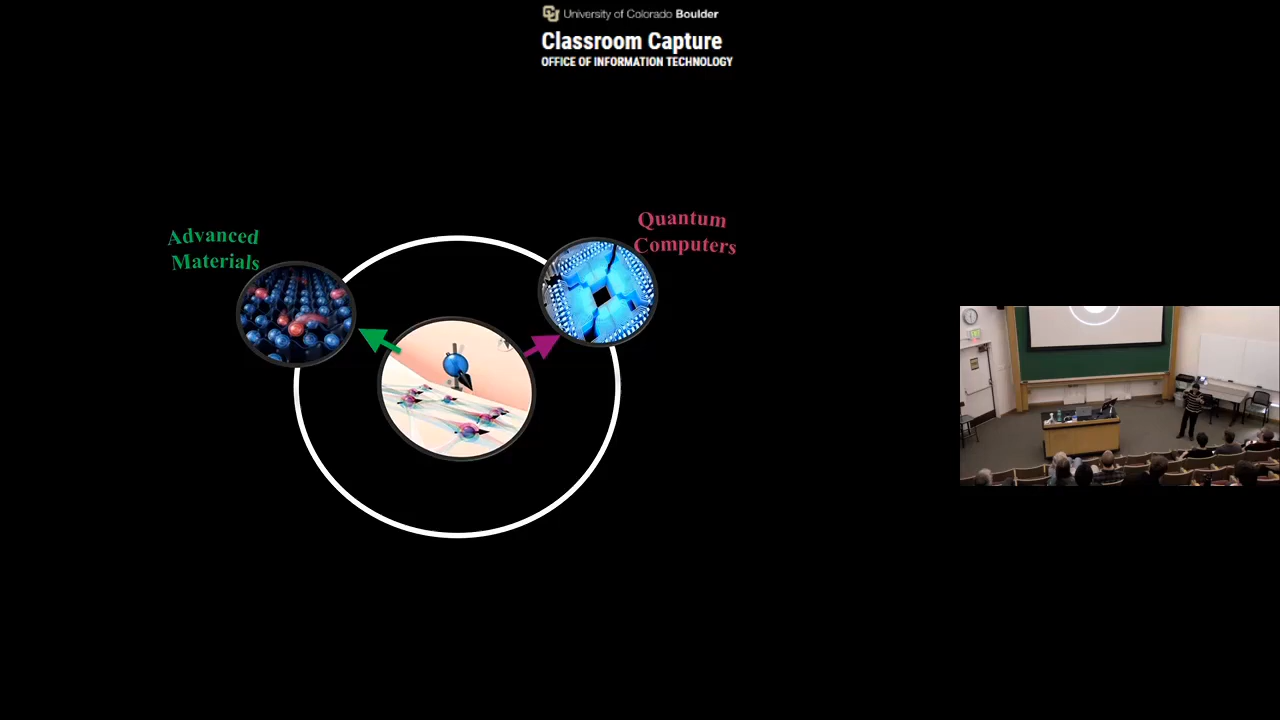 University of Colorado Boulder
Classroom Capture
OFFICE OF INFORMATION TECHNOLOGY
Advanced
Materials
Quantum
Computers